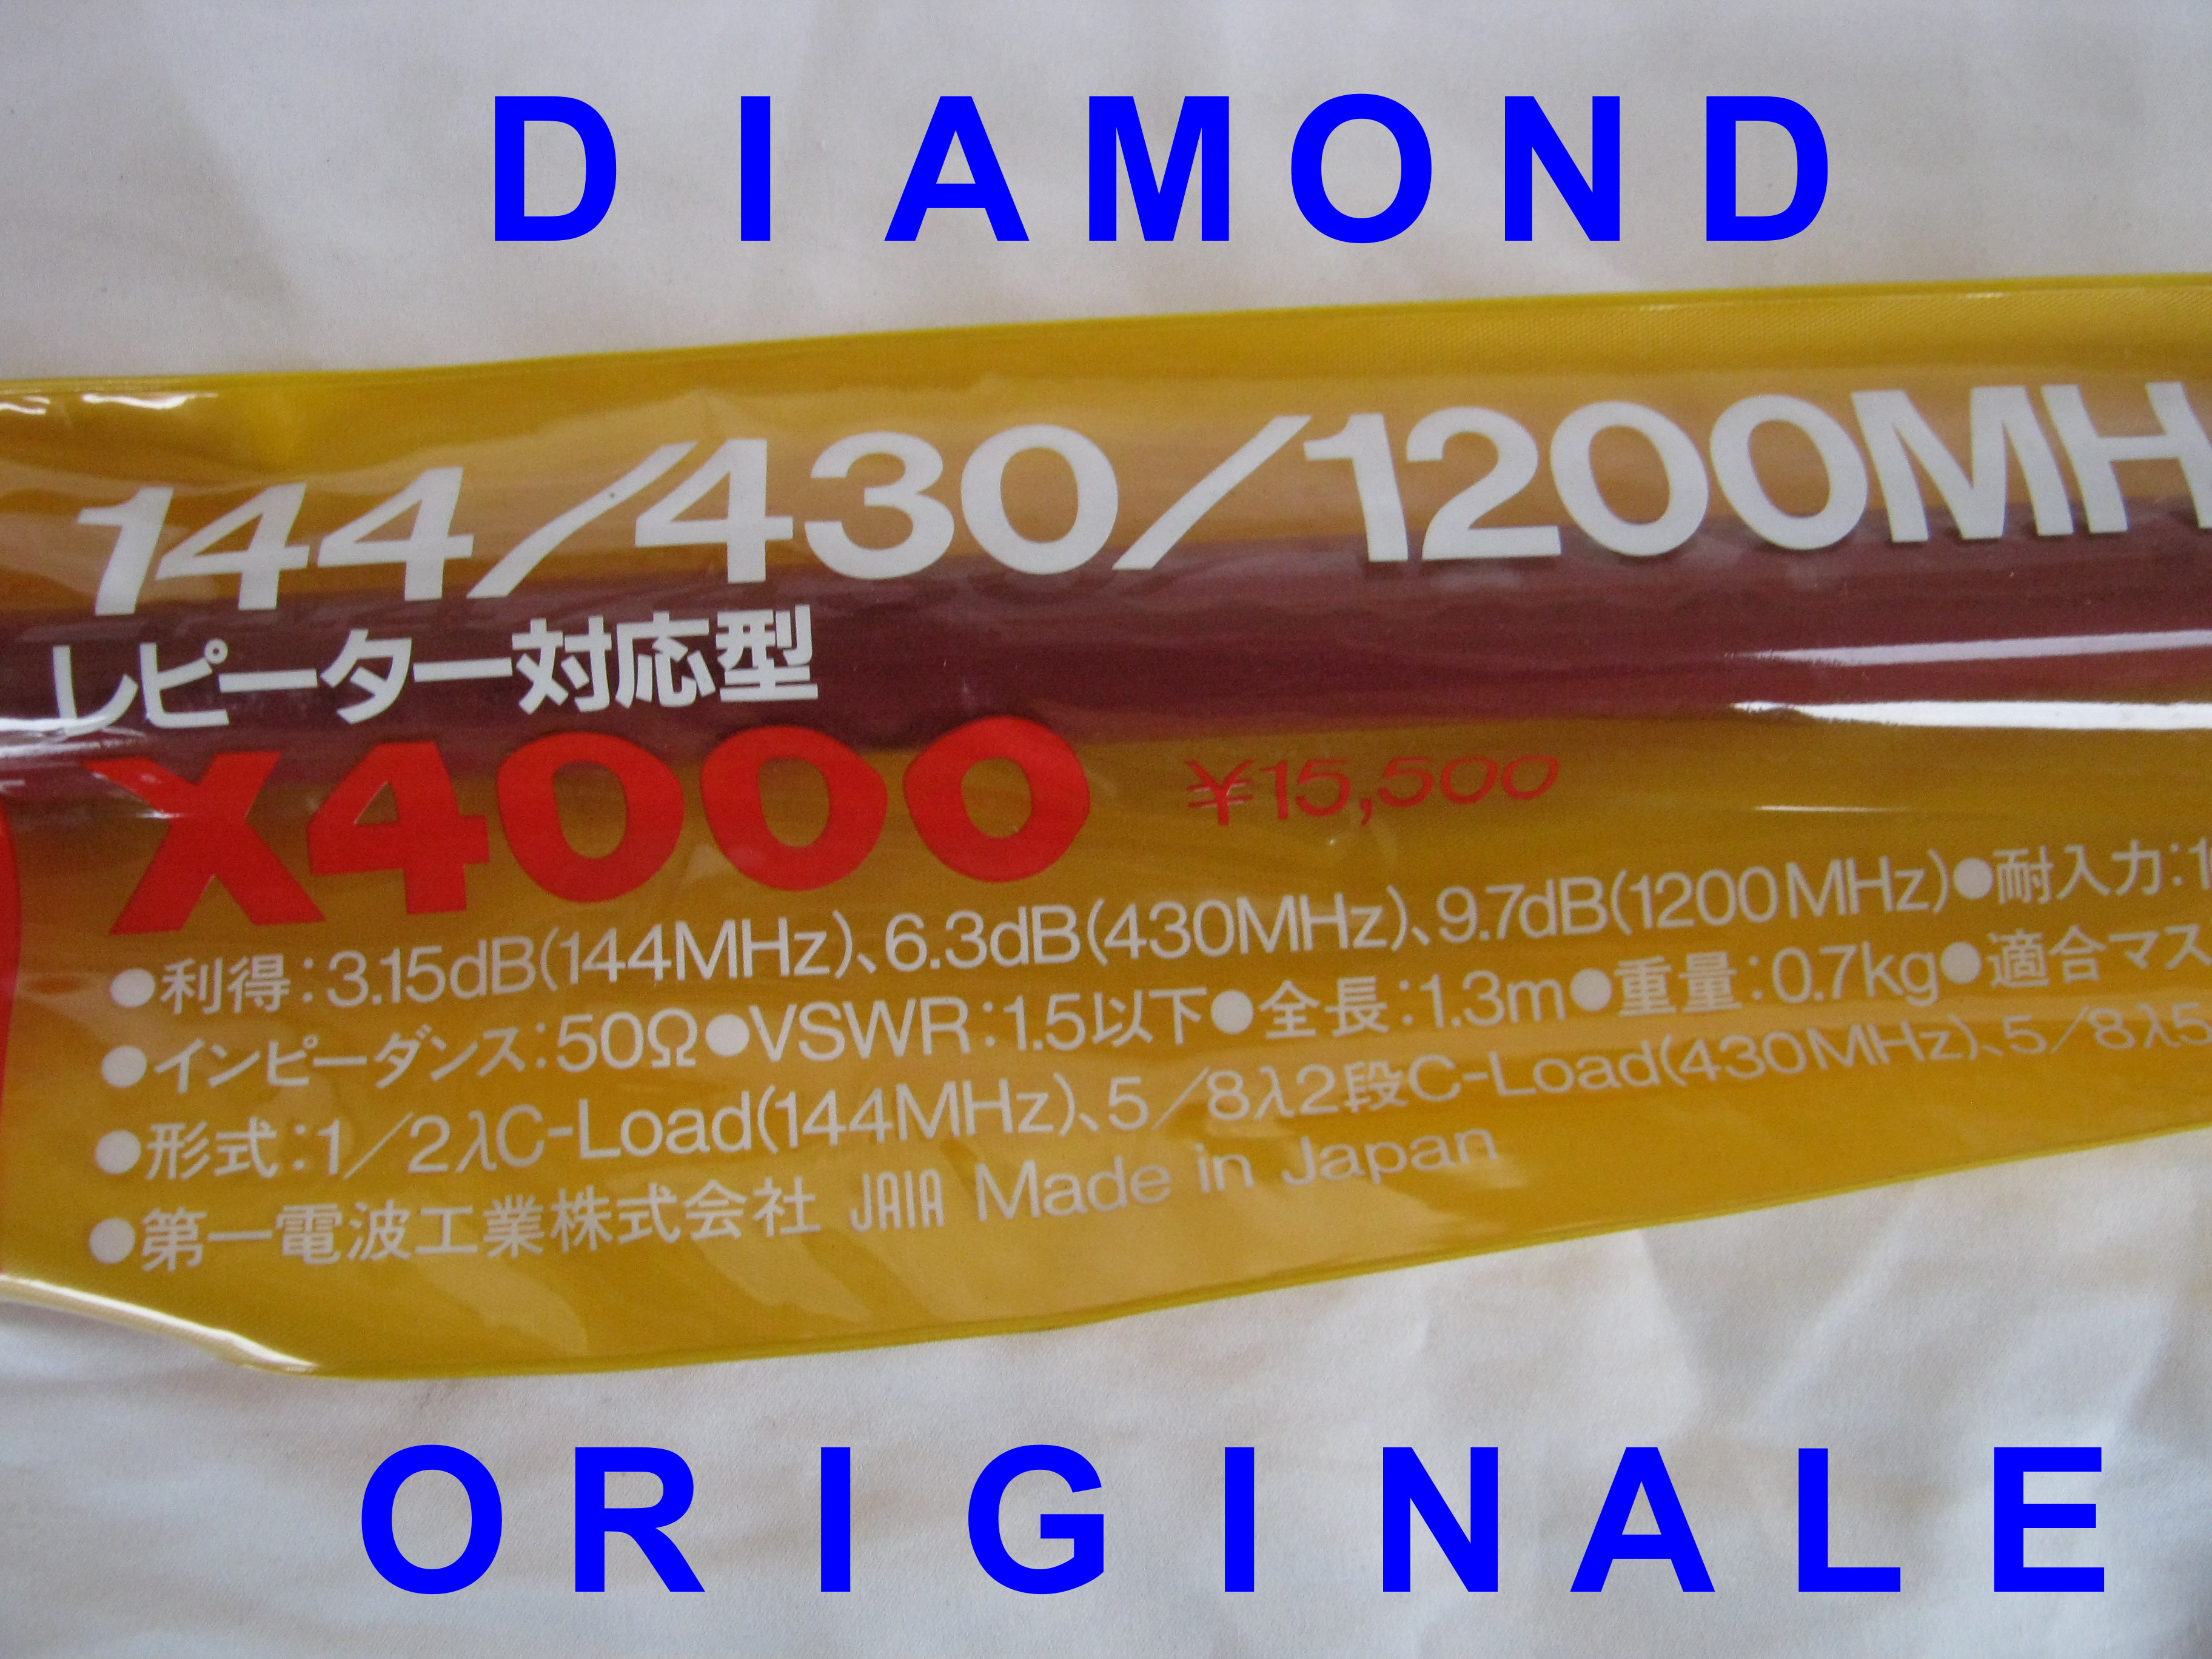 DIAMOND
144/430/1200MH
レピーター対応型
X4000 ¥15,500
●利得:3.15dB(144MHz)、6.3dB(430MHz)、9.7dB(1200MHz)●耐入力:1
●インピーダンス:50Ω●VSWR:1.5以下●全長:1.3m●重量:0.7kg●適合マス
●形式:1/2λC-Load(144MHz)、5/8λ2段C-Load(430MHz)、5/8λ5
●第一電波工業株式会社 JAIA Made in Japan
ORIGINALE